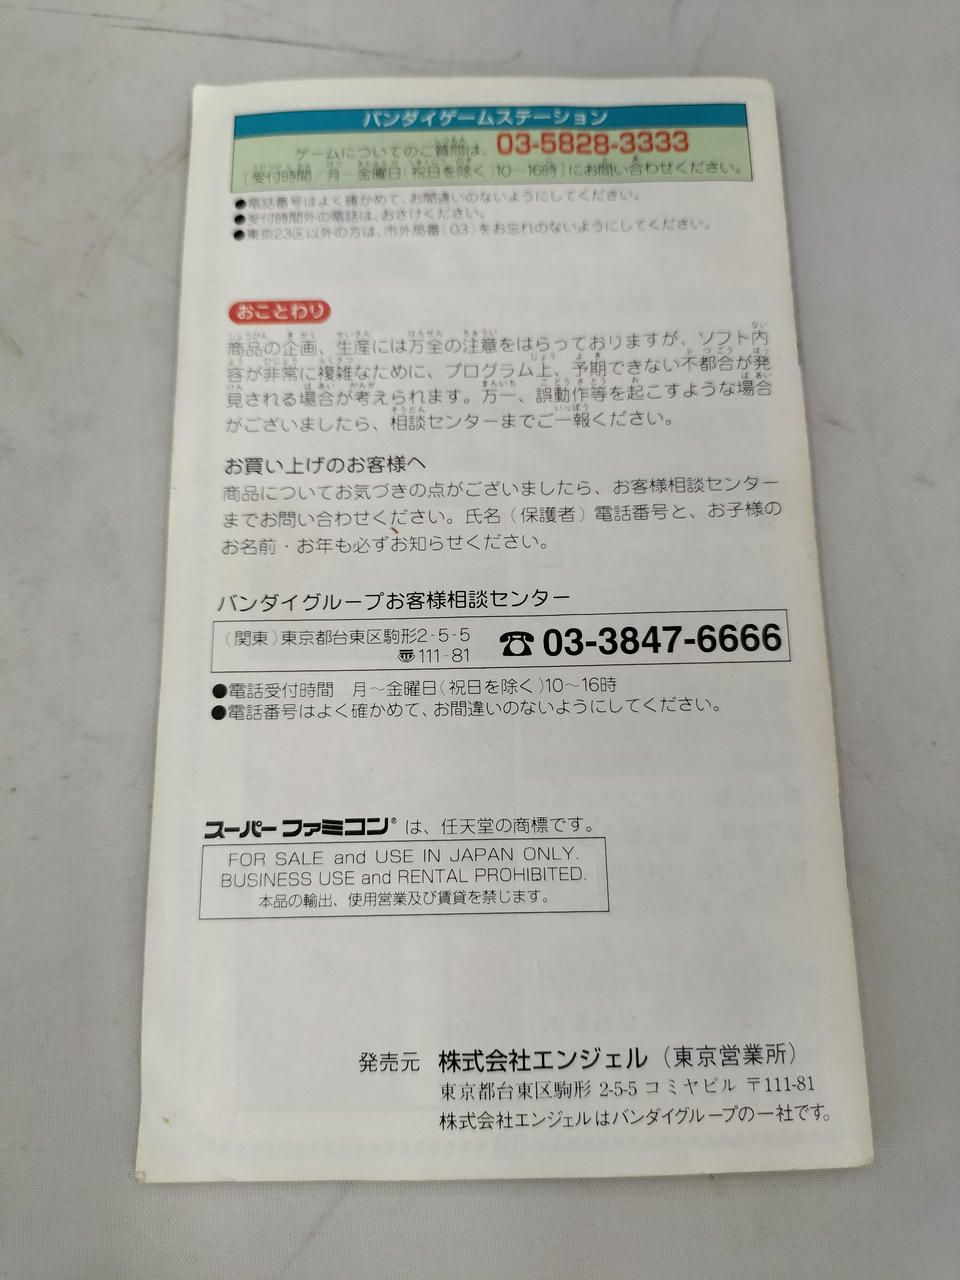 バンダイゲームステーション
ゲームについてのご質問は、03-5828-3333
[受付時間/月～金曜日(祝日を除く)10～16時]にお問い合わせください。
●電話番号はよく確かめて、お間違いのないようにしてください。
●受付時間外の電話は、おさけください。
●東京23区以外の方は、市外局番(03)をお忘れのないようにしてください。
おことわり
商品の企画、生産には万全の注意をはらっておりますが、ソフト内
容が非常に複雑なために、プログラム上、予期できない不都合が発
見される場合が考えられます。万一、誤動作等を起こすような場合
がございましたら、相談センターまでご一報ください。
お買い上げのお客様へ
商品についてお気づきの点がございましたら、お客様相談センター
までお問い合わせください。氏名(保護者)電話番号と、お子様の
お名前・お年も必ずお知らせください。
バンダイグループお客様相談センター
(関東)東京都台東区駒形2-5-5 ☎03-3847-6666
〠111-81
●電話受付時間 月～金曜日(祝日を除く)10～16時
●電話番号はよく確かめて、お間違いのないようにしてください。
スーパーファミコン®は、任天堂の商標です。
FOR SALE and USE IN JAPAN ONLY.
BUSINESS USE and RENTAL PROHIBITED.
本品の輸出、使用営業及び賃貸を禁じます。
発売元 株式会社エンジェル(東京営業所)
東京都台東区駒形 2-5-5 コミヤビル 〒111-81
株式会社エンジェルはバンダイグループの一社です。